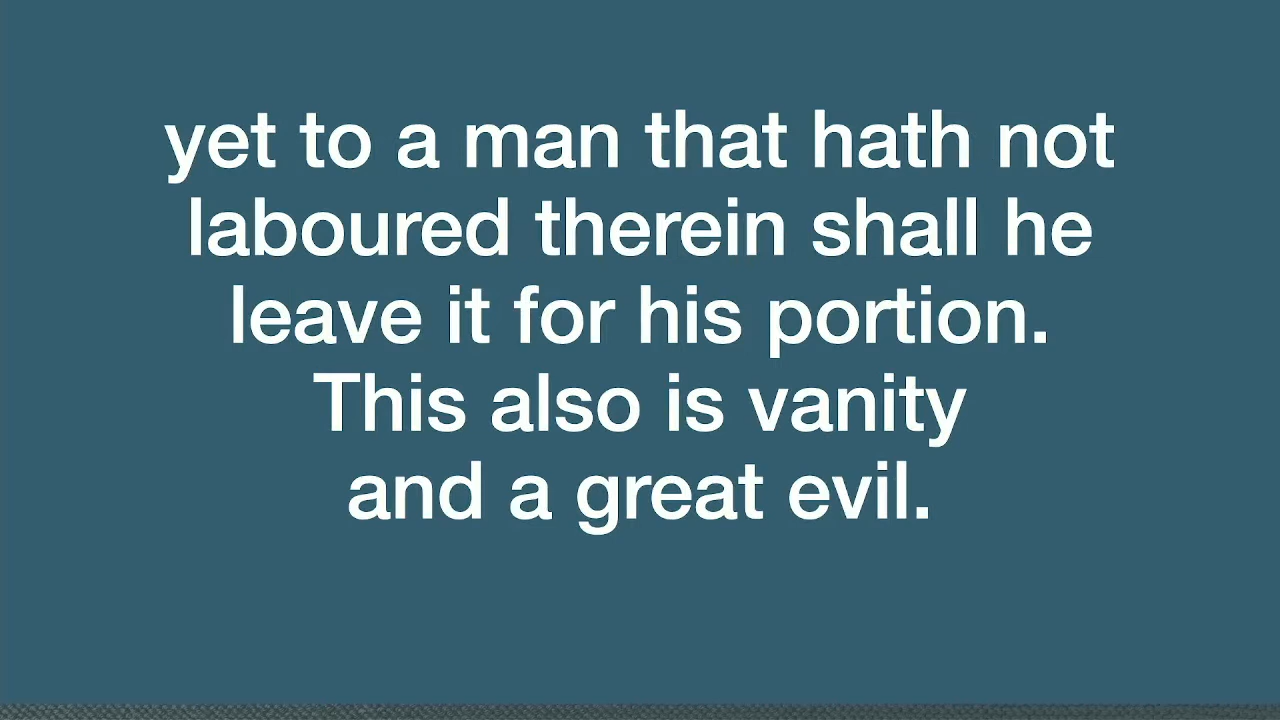 yet to a man that hath not
laboured therein shall he
leave it for his portion.
This also is vanity
and a great evil.